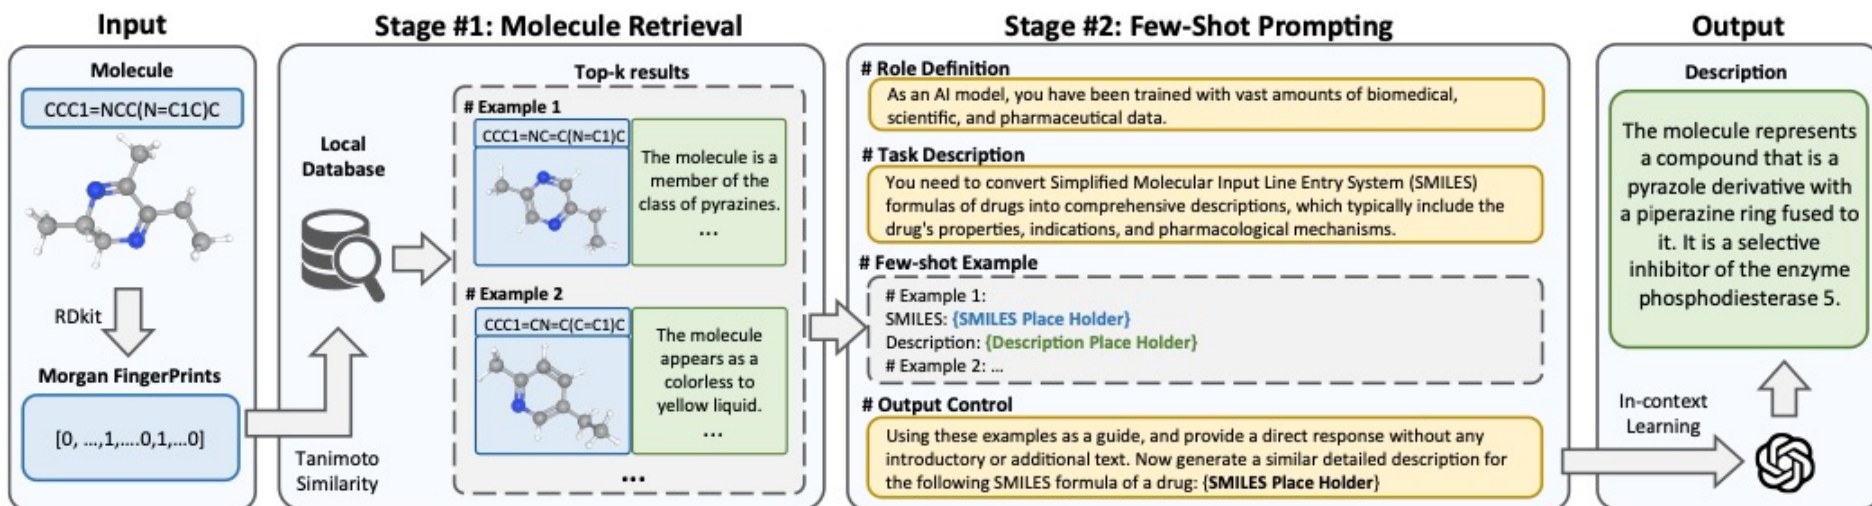 Input
Molecule
CCC1=NCC(N=C1C)C
RDkit
Morgan FingerPrints
[0, ...,1,....0,1,...0]
Stage #1: Molecule Retrieval
Local
Database
Tanimoto
Similarity
Top-k results
# Example 1
CCC1=NC=C(N=C1)C
The molecule is a
member of the
class of pyrazines.
...
# Example 2
CCC1=CN=C(C=C1)C
The molecule
appears as a
colorless to
yellow liquid.
...
...
Stage #2: Few-Shot Prompting
# Role Definition
As an AI model, you have been trained with vast amounts of biomedical,
scientific, and pharmaceutical data.
# Task Description
You need to convert Simplified Molecular Input Line Entry System (SMILES)
formulas of drugs into comprehensive descriptions, which typically include the
drug's properties, indications, and pharmacological mechanisms.
# Few-shot Example
# Example 1:
SMILES: {SMILES Place Holder}
Description: {Description Place Holder}
# Example 2: ...
# Output Control
Using these examples as a guide, and provide a direct response without any
introductory or additional text. Now generate a similar detailed description for
the following SMILES formula of a drug: {SMILES Place Holder}
Output
Description
The molecule represents
a compound that is a
pyrazole derivative with
a piperazine ring fused to
it. It is a selective
inhibitor of the enzyme
phosphodiesterase 5.
In-context
Learning